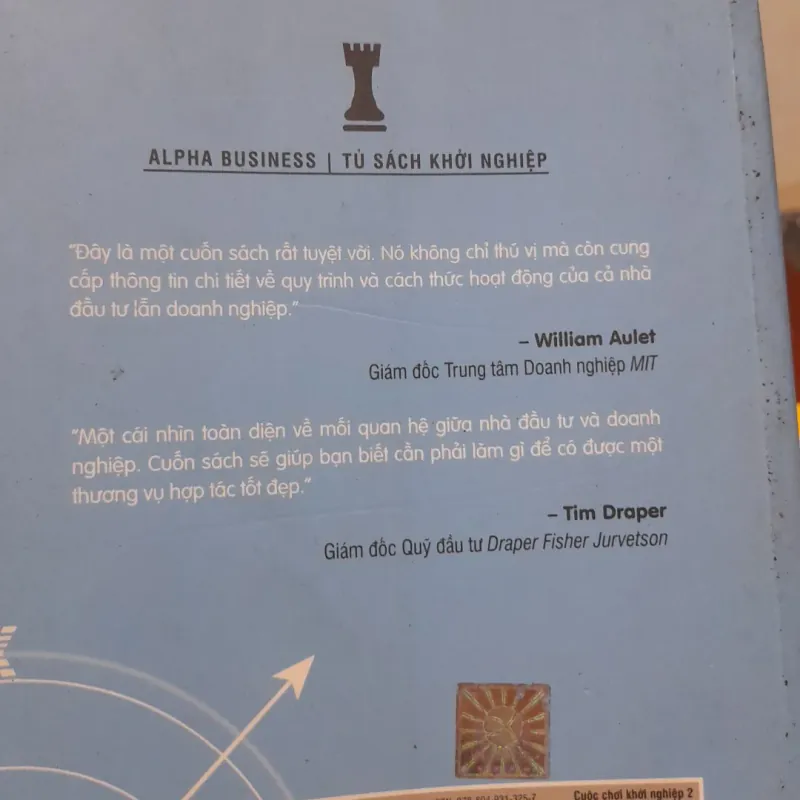 ALPHA BUSINESS | TỦ SÁCH KHỞI NGHIỆP
"Đây là một cuốn sách rất tuyệt vời. Nó không chỉ thú vị mà còn cung
cấp thông tin chi tiết về quy trình và cách thức hoạt động của cả nhà
đầu tư lẫn doanh nghiệp."
– William Aulet
Giám đốc Trung tâm Doanh nghiệp MIT
"Một cái nhìn toàn diện về mối quan hệ giữa nhà đầu tư và doanh
nghiệp. Cuốn sách sẽ giúp bạn biết cần phải làm gì để có được một
thương vụ hợp tác tốt đẹp."
– Tim Draper
Giám đốc Quỹ đầu tư Draper Fisher Jurvetson
Cuộc chơi khởi nghiệp 2